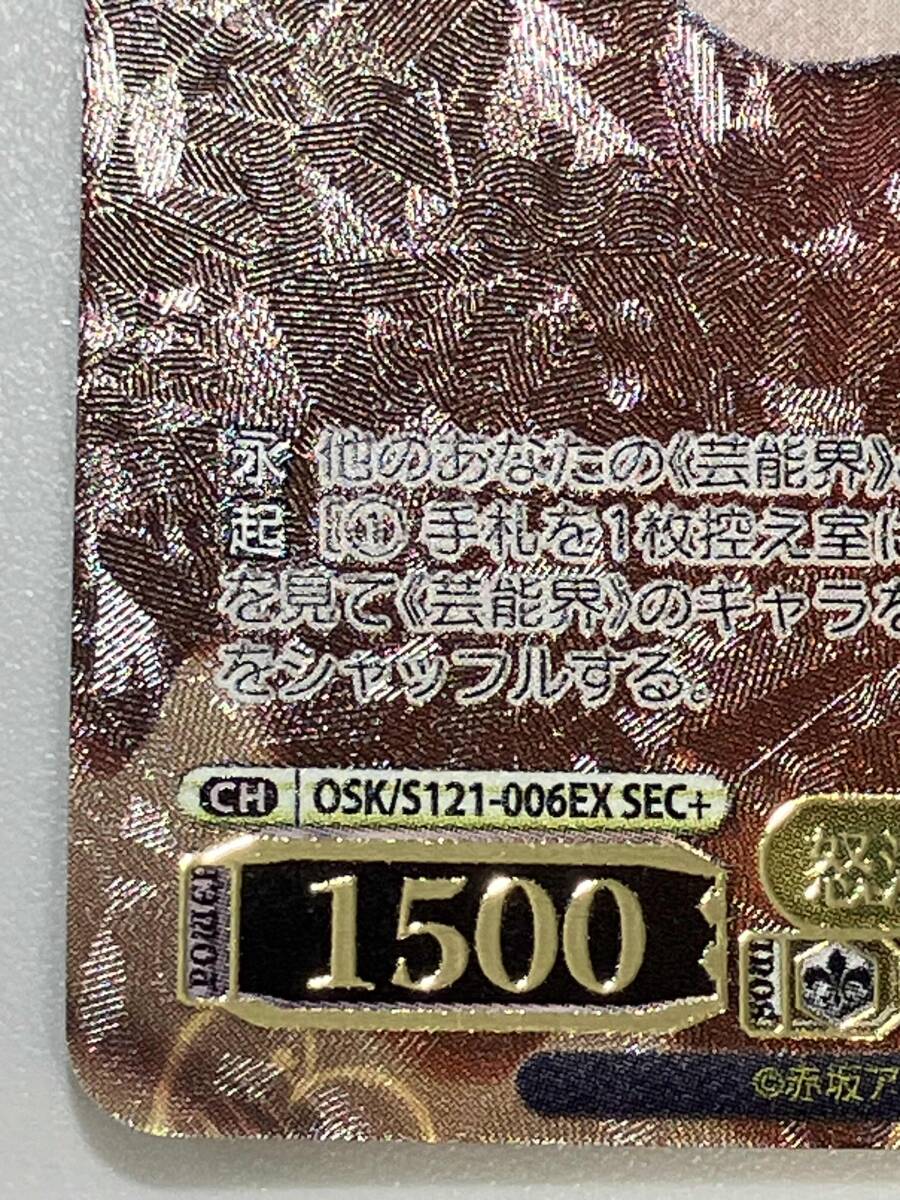 永 他のあなたの《芸能界》
起 [① 手札を1枚控え室に
を見て《芸能界》のキャラを
をシャッフルする。
CH OSK/S121-006EX SEC+
POWER 1500
怒
©赤坂ア